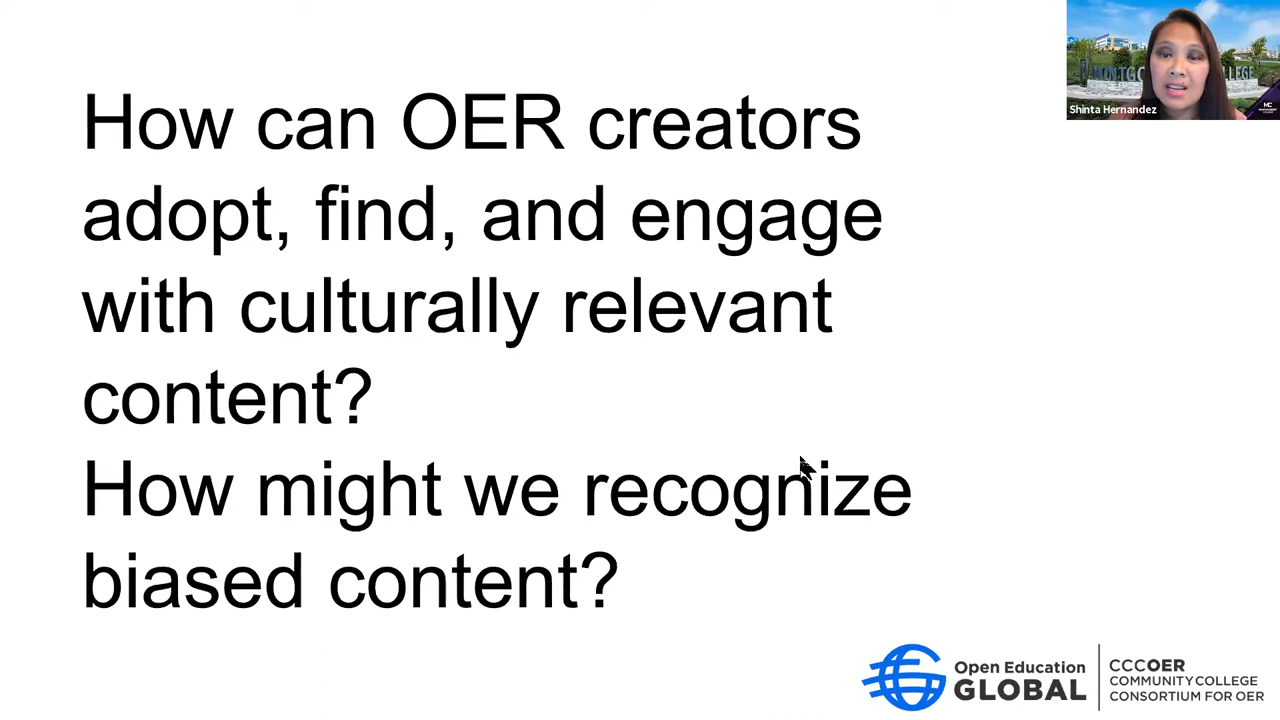 How can OER creators
adopt, find, and engage
with culturally relevant
content?
How might we recognize
biased content?
Shinta Hernandez
MC
Open Education
GLOBAL
CCCOER
COMMUNITY COLLEGE
CONSORTIUM FOR OER